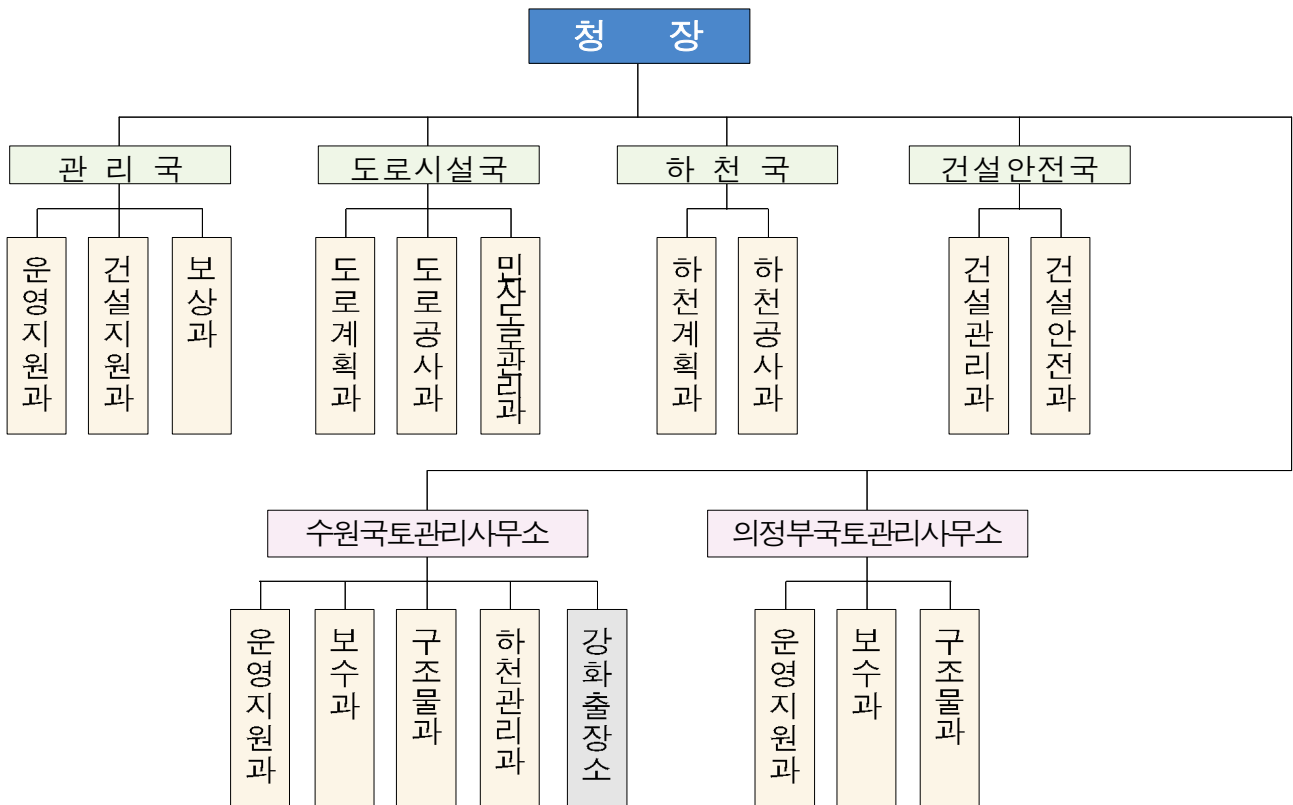 청 장
관 리 국
도로시설국
하 천 국
건설안전국
운영지원과
건설지원과
보상과
도로계획과
도로공사과
민자도로관리과
하천계획과
하천공사과
건설관리과
건설안전과
수원국토관리사무소
의정부국토관리사무소
운영지원과
보수과
구조물과
하천관리과
강화출장소
운영지원과
보수과
구조물과